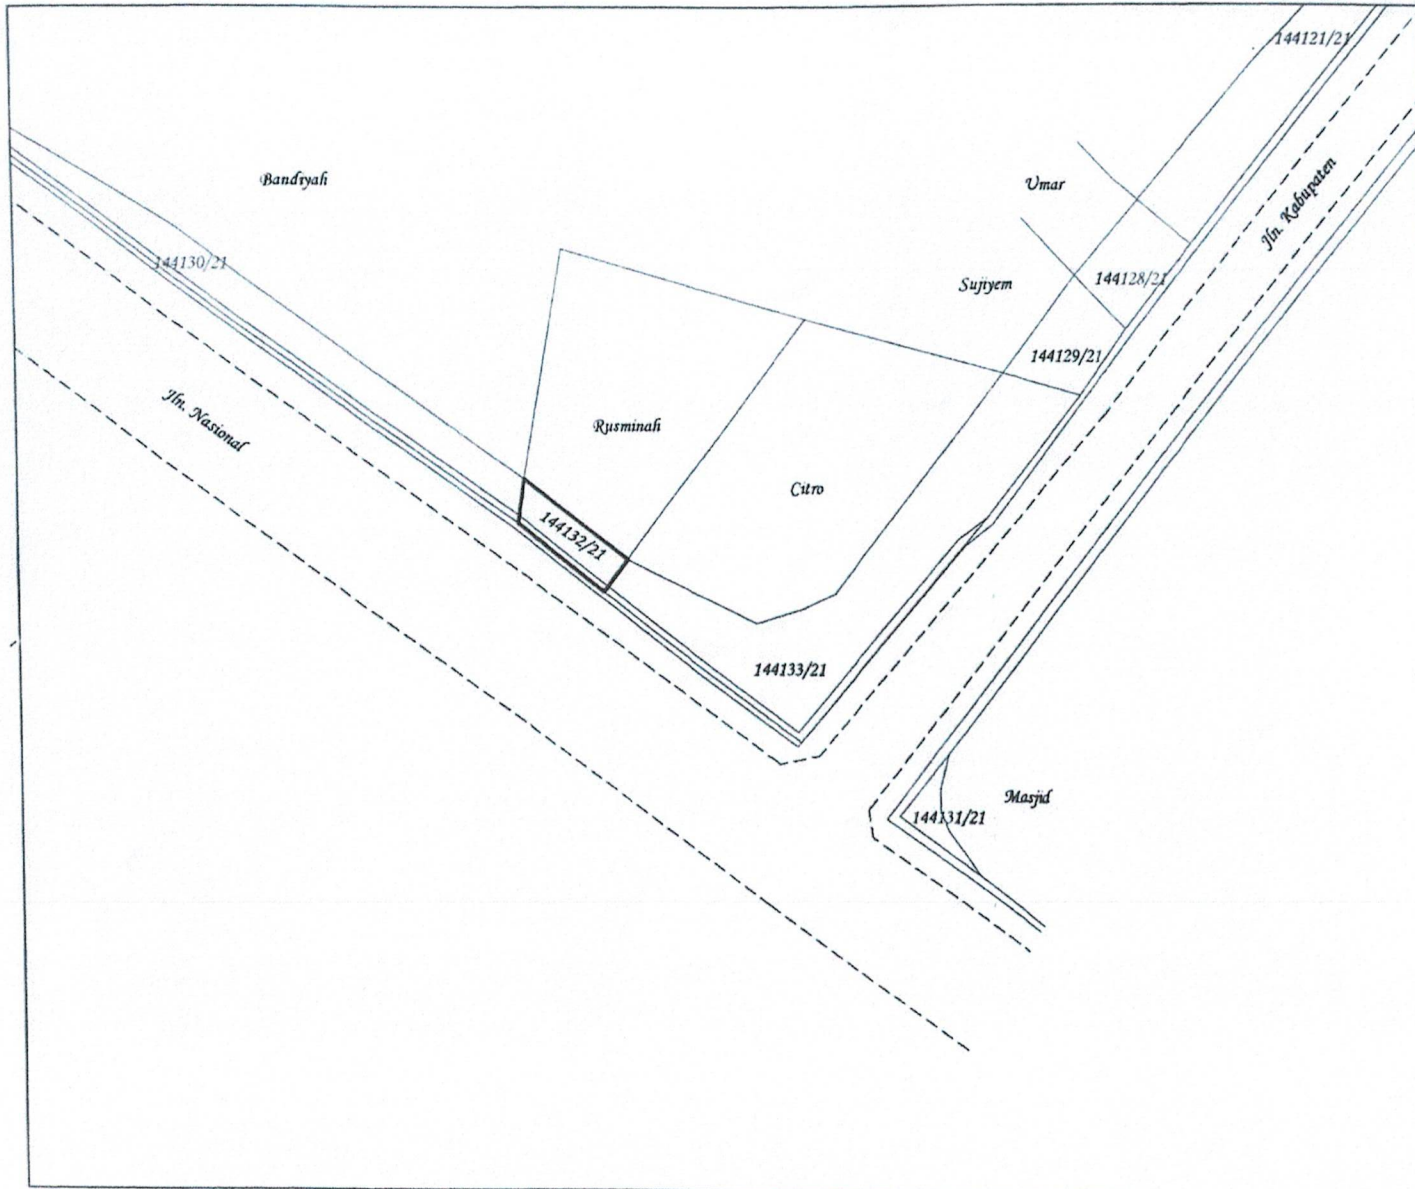 144121/21
Bandiyah
Umar
Jln. Kabupaten
144130/21
Sujiyem
144128/21
144129/21
Jln. Nasional
Rusminah
Citro
144132/21
144133/21
Masjid
144131/21